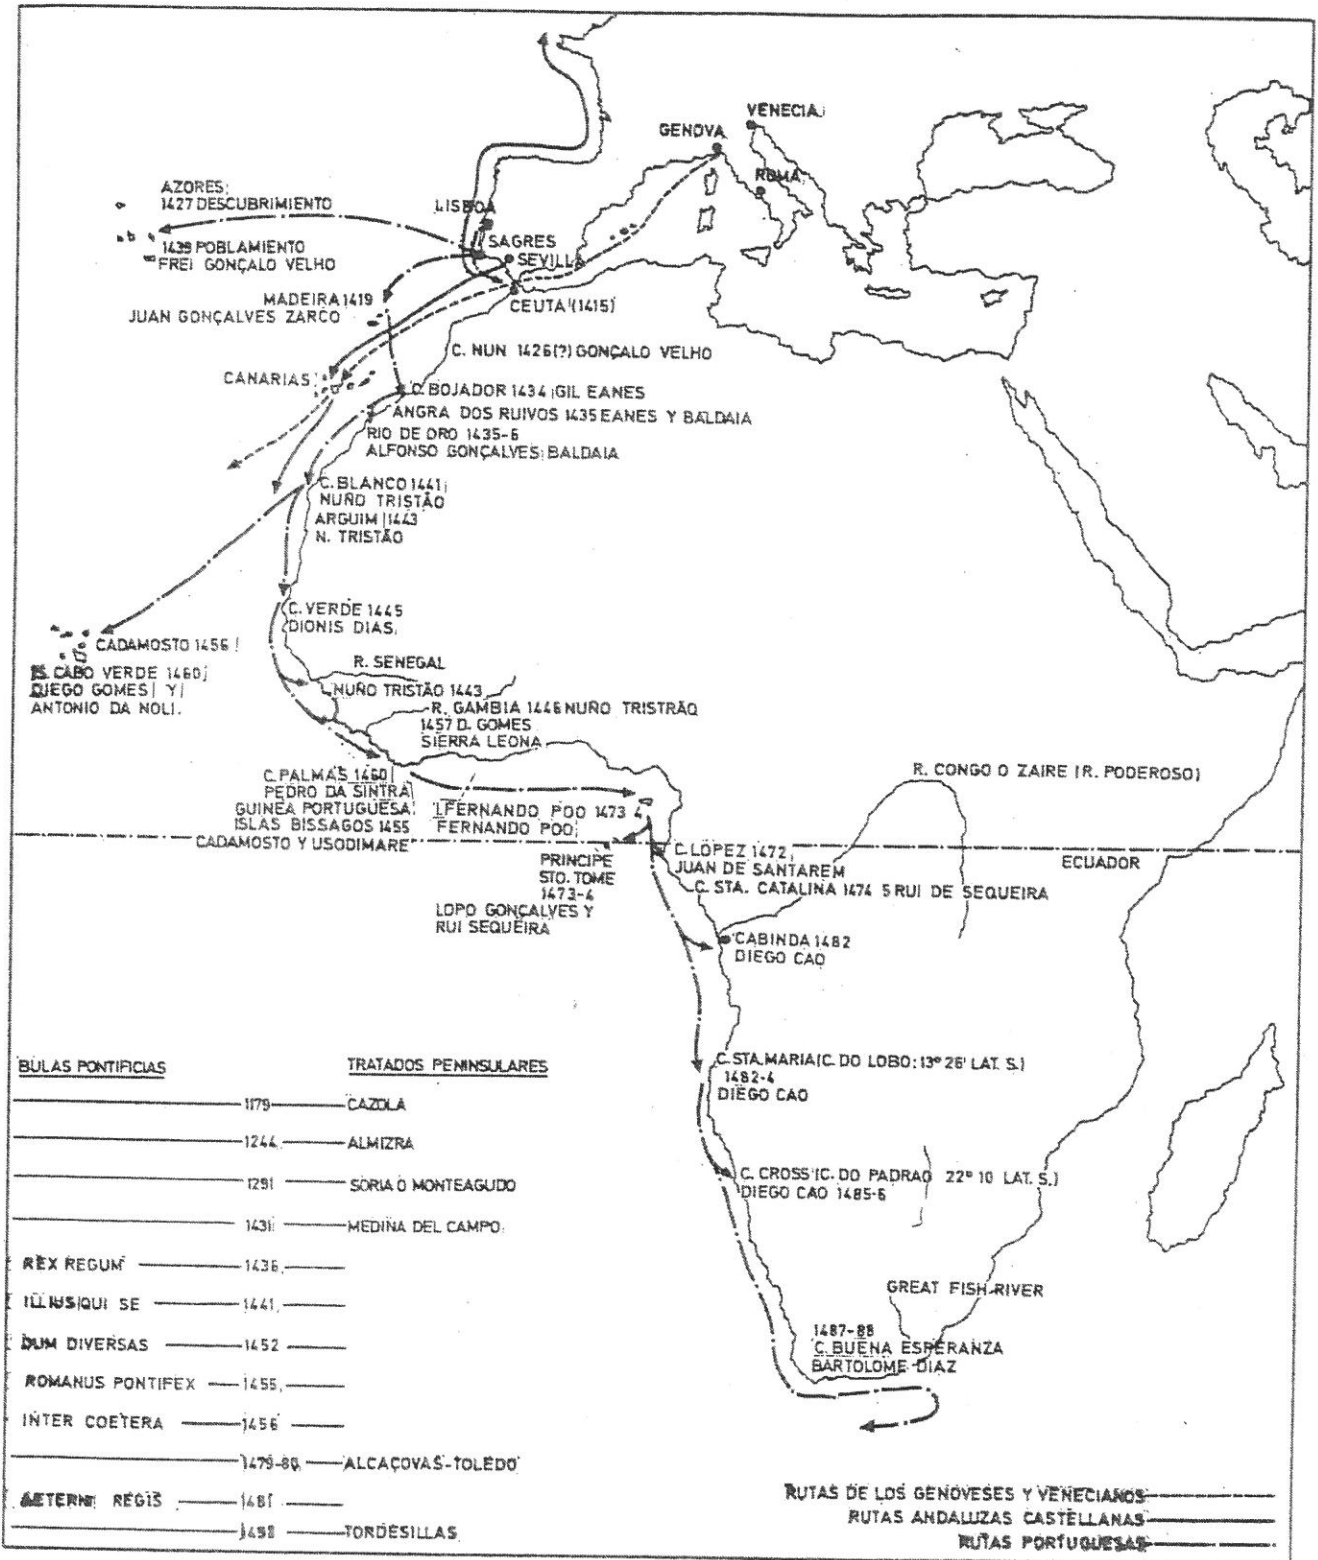 VENECIA
GENOVA
ROMA
AZORES:
1427 DESCUBRIMIENTO
LISBOA
1439 POBLAMIENTO
FREI GONÇALO VELHO
SAGRES
SEVILLA
MADEIRA 1419
JUAN GONÇALVES ZARCO
CEUTA (1415)
C. NUN 1426(?) GONÇALO VELHO
CANARIAS
C. BOJADOR 1434 GIL EANES
ANGRA DOS RUIVOS 1435 EANES Y BALDAIA
RIO DE ORO 1435-6
ALFONSO GONÇALVES BALDAIA
C. BLANCO 1441
NUÑO TRISTÃO
ARGUIM 1443
N. TRISTÃO
C. VERDE 1445
DIONIS DIAS
CADAMOSTO 1456
IS. CABO VERDE 1460
DIEGO GOMES Y
ANTONIO DA NOLI.
R. SENEGAL
NUÑO TRISTÃO 1443
R. GAMBIA 1446 NUÑO TRISTRÃO
1457 D. GOMES
SIERRA LEONA
C. PALMAS 1460
PEDRO DA SINTRA
GUINEA PORTUGUESA
ISLAS BISSAGOS 1455
CADAMOSTO Y USODIMARE
I. FERNANDO POO 1473 4
FERNANDO POO
R. CONGO O ZAIRE (R. PODEROSO)
ECUADOR
PRINCIPE
STO. TOME
1473-4
LOPO GONÇALVES Y
RUI SEQUEIRA
C. LÓPEZ 1472
JUAN DE SANTAREM
C. STA. CATALINA 1474 5 RUI DE SEQUEIRA
CABINDA 1482
DIEGO CAO
C. STA. MARIA (C. DO LOBO: 13º 26' LAT. S.)
1482-4
DIEGO CAO
C. CROSS (C. DO PADRAO 22º 10 LAT. S.)
DIEGO CAO 1485-6
GREAT FISH RIVER
1487-88
C. BUENA ESPERANZA
BARTOLOME DIAZ
BULAS PONTIFICIAS TRATADOS PENINSULARES
1179 CAZOLA
1244 ALMIZRA
1291 SORIA O MONTEAGUDO
1431 MEDINA DEL CAMPO
REX REGUM 1436
ILLIUS QUI SE 1441
DUM DIVERSAS 1452
ROMANUS PONTIFEX 1455
INTER COETERA 1456
1479-80 ALCAÇOVAS-TOLEDO
AETERNI REGIS 1481
TORDESILLAS
RUTAS DE LOS GENOVESES Y VENECIANOS
RUTAS ANDALUZAS CASTELLANAS
RUTAS PORTUGUESAS